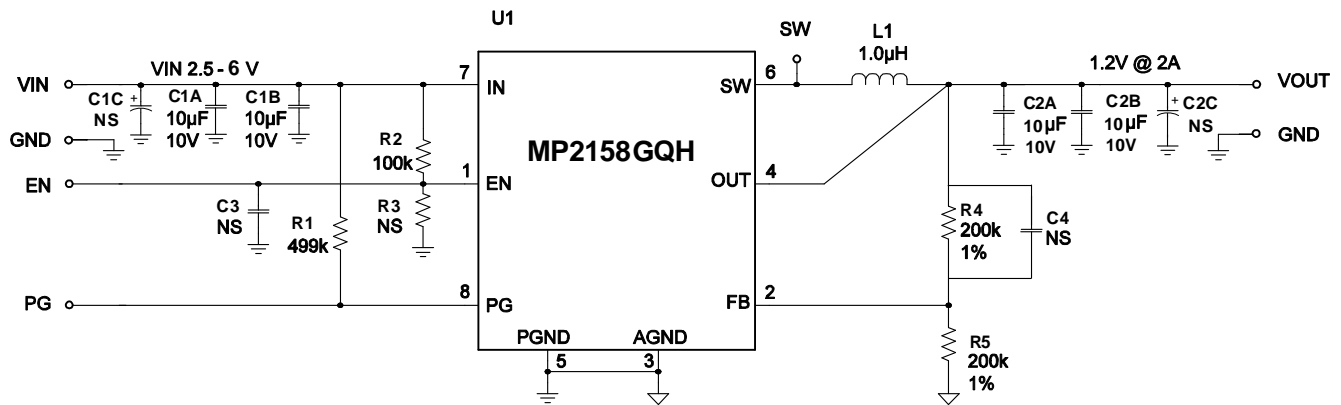 U1
SW
L1
1.0µH
VIN
VIN 2.5 - 6 V
7
IN
SW
6
1.2V @ 2A
VOUT
C1C
NS
+
C1A
10µF
10V
C1B
10µF
10V
GND
R2
100k
MP2158GQH
C2A
10µF
10V
C2B
10µF
10V
+
C2C
NS
GND
EN
1
EN
OUT
4
C3
NS
R1
499k
R3
NS
R4
200k
1%
C4
NS
PG
8
PG
FB
2
PGND
AGND
5
3
R5
200k
1%